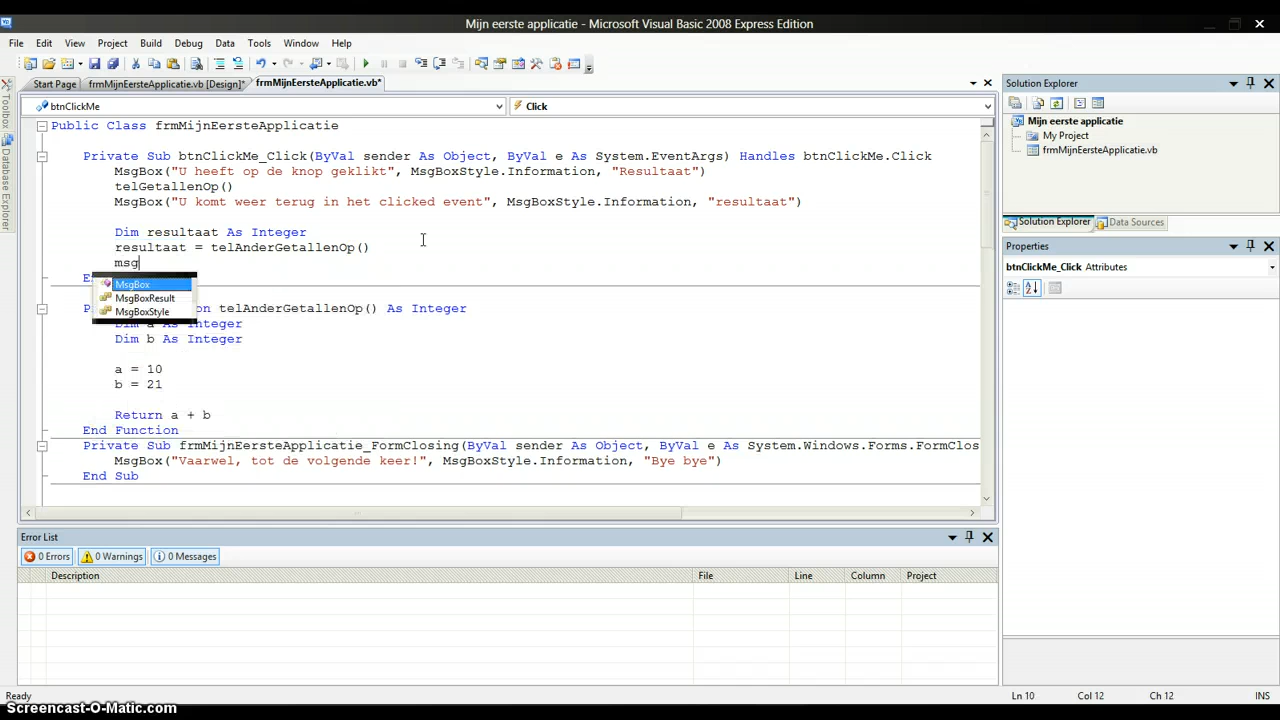 Mijn eerste applicatie - Microsoft Visual Basic 2008 Express Edition
File Edit View Project Build Debug Data Tools Window Help
Start Page frmMijnEersteApplicatie.vb [Design]* frmMijnEersteApplicatie.vb*
btnClickMe Click
Public Class frmMijnEersteApplicatie
Private Sub btnClickMe_Click(ByVal sender As Object, ByVal e As System.EventArgs) Handles btnClickMe.Click
MsgBox("U heeft op de knop geklikt", MsgBoxStyle.Information, "Resultaat")
telGetallenOp()
MsgBox("U komt weer terug in het clicked event", MsgBoxStyle.Information, "resultaat")
Dim resultaat As Integer
resultaat = telAnderGetallenOp()
msg
E
MsgBox
MsgBoxResult
MsgBoxStyle
P on telAnderGetallenOp() As Integer
Dim a As Integer
Dim b As Integer
a = 10
b = 21
Return a + b
End Function
Private Sub frmMijnEersteApplicatie_FormClosing(ByVal sender As Object, ByVal e As System.Windows.Forms.FormClos
MsgBox("Vaarwel, tot de volgende keer!", MsgBoxStyle.Information, "Bye bye")
End Sub
Error List
0 Errors 0 Warnings 0 Messages
Description File Line Column Project
Toolbox
Database Explorer
Solution Explorer
Mijn eerste applicatie
My Project
frmMijnEersteApplicatie.vb
Solution Explorer Data Sources
Properties
btnClickMe_Click Attributes
Ready Ln 10 Col 12 Ch 12 INS
Screencast-O-Matic.com